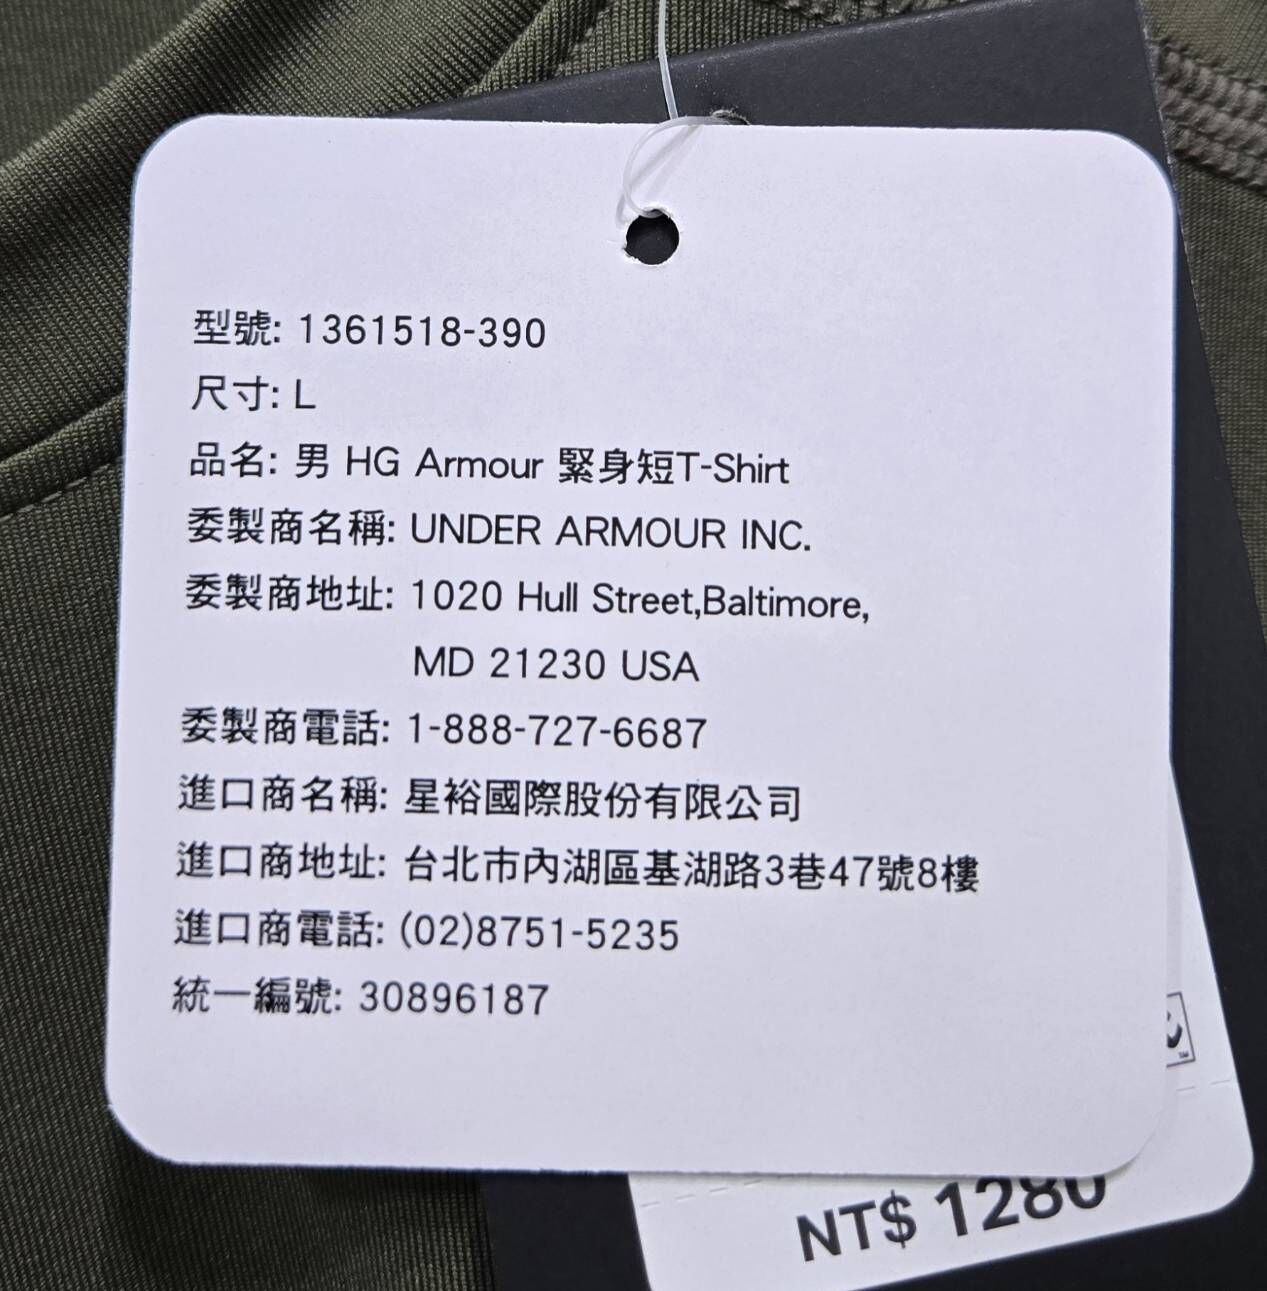 型號: 1361518-390
尺寸: L
品名: 男 HG Armour 緊身短T-Shirt
委製商名稱: UNDER ARMOUR INC.
委製商地址: 1020 Hull Street,Baltimore,
MD 21230 USA
委製商電話: 1-888-727-6687
進口商名稱: 星裕國際股份有限公司
進口商地址: 台北市內湖區基湖路3巷47號8樓
進口商電話: (02)8751-5235
統一編號: 30896187
NT$ 1280